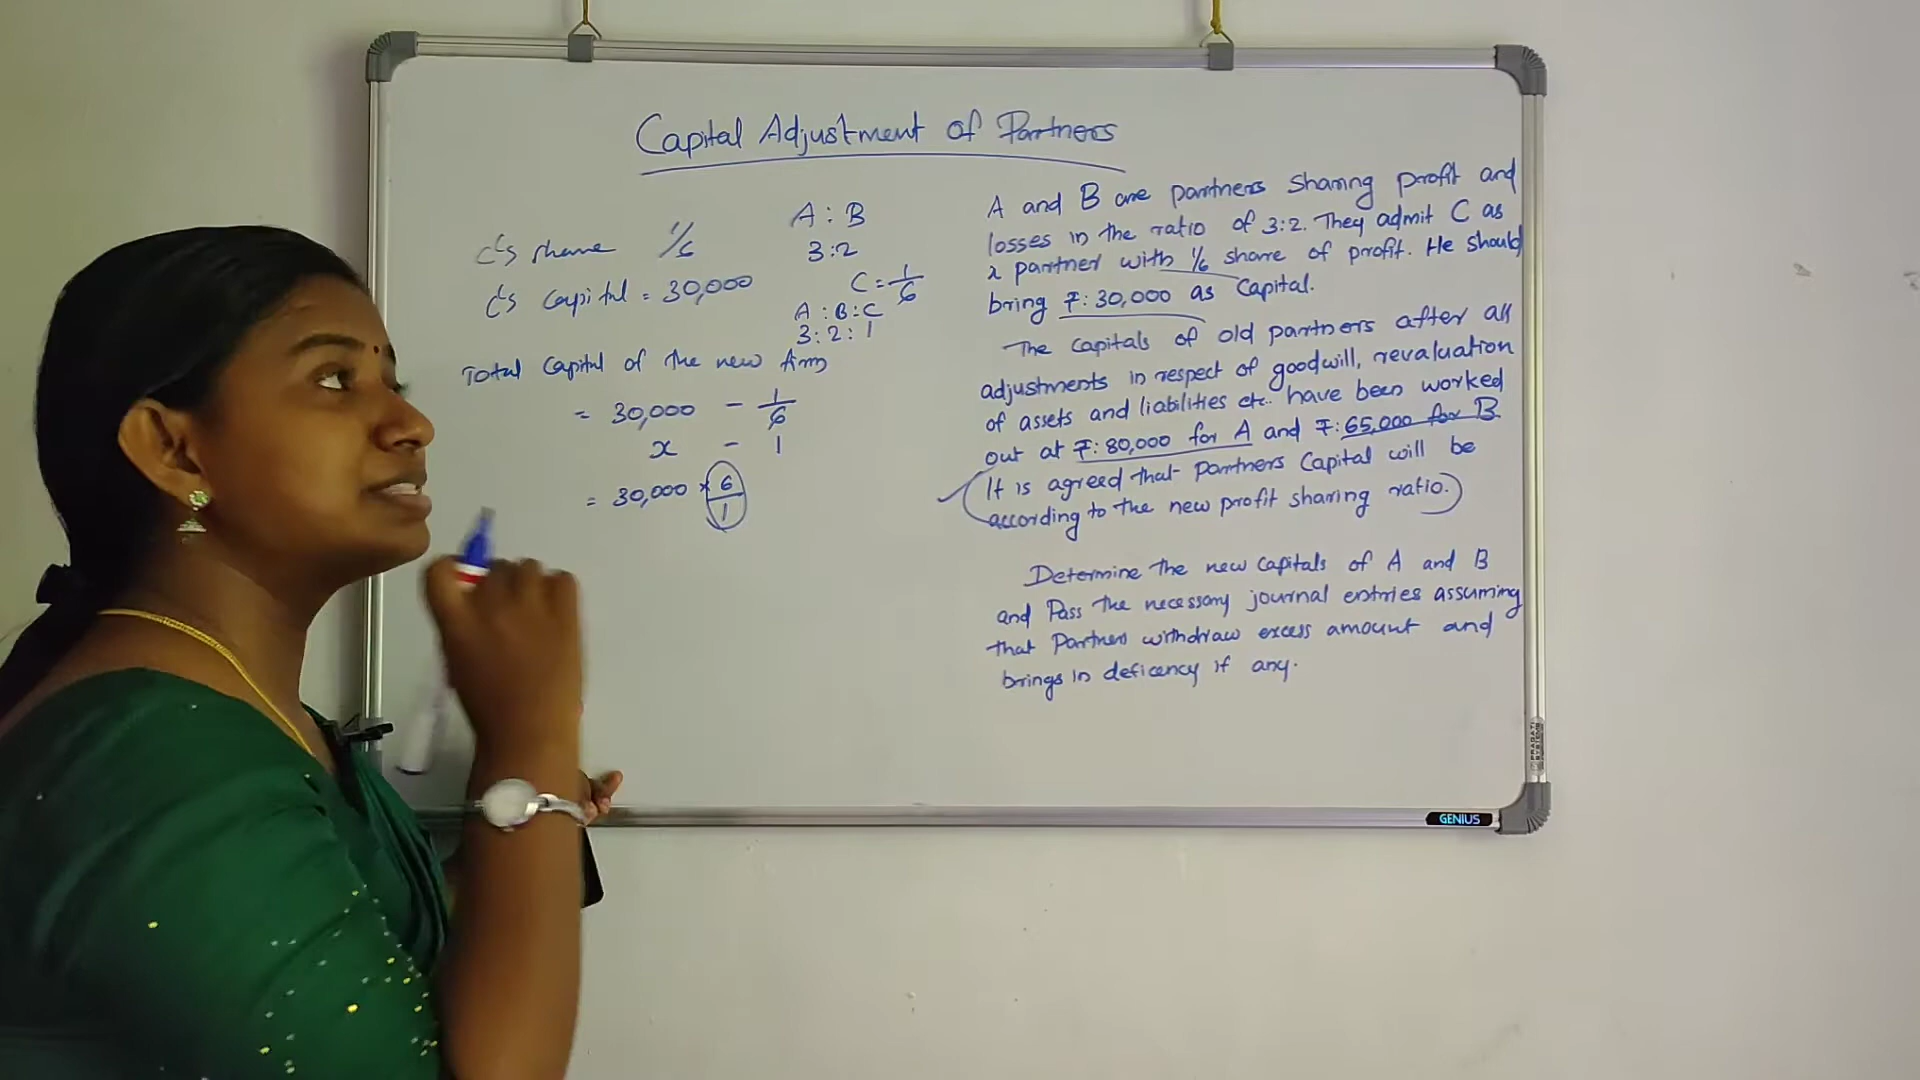 Capital Adjustment of Partners
C's share 1/6
C's Capital = 30,000
A : B
3:2
C = 1/6
A : B : C
3 : 2 : 1
Total Capital of the new firm
= 30,000 - 1/6
x - 1
= 30,000 × 6/1
A and B are partners sharing profit and
losses in the ratio of 3:2. They admit C as
a partner with 1/6 share of profit. He should
bring ₹: 30,000 as Capital.
The capitals of old partners after all
adjustments in respect of goodwill, revaluation
of assets and liabilities etc. have been worked
out at ₹: 80,000 for A and ₹: 65,000 for B
It is agreed that partners Capital will be
according to the new profit sharing ratio.
Determine the new capitals of A and B
and Pass the necessary journal entries assuming
that Partners withdraw excess amount and
brings in deficency if any.
PRAGATI SYSTEMS
GENIUS